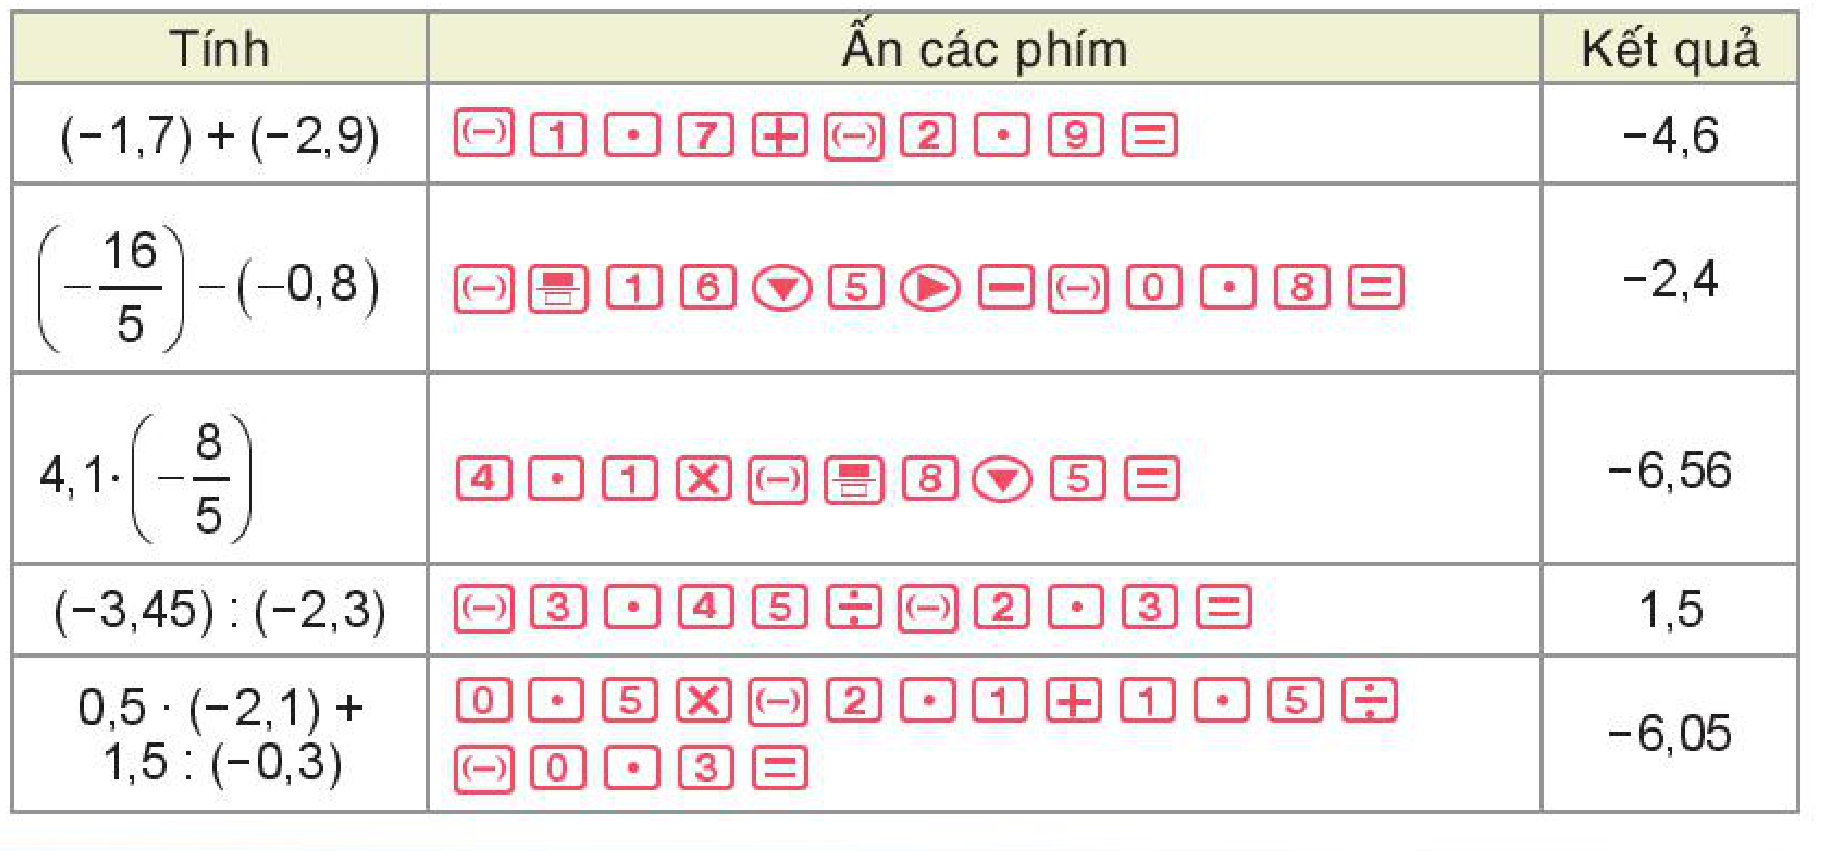 Tính Ấn các phím Kết quả
(−1,7) + (−2,9) (−) 1 • 7 + (−) 2 • 9 = −4,6
(−16/5) − (−0,8) (−) 1 6 ▼ 5 ▶ − (−) 0 • 8 = −2,4
4,1·(−8/5) 4 • 1 × (−) 8 ▼ 5 = −6,56
(−3,45) : (−2,3) (−) 3 • 4 5 ÷ (−) 2 • 3 = 1,5
0,5 · (−2,1) + 0 • 5 × (−) 2 • 1 + 1 • 5 ÷
1,5 : (−0,3) (−) 0 • 3 = −6,05